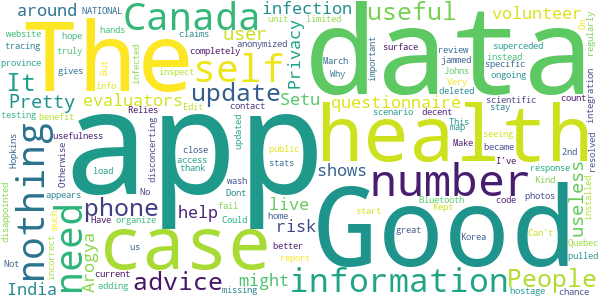 The
data
app
Good
health
case
self
number
nothing
need
information
Canada
advice
phone
People
useful
update
questionnaire
evaluators
Pretty
It
India
Arogya
Setu
Privacy
user
infection
volunteer
useless
shows
live
risk
help
might
around
NATIONAL
website
tracing
province
unit
limited
hands
anonymized
inspect
hope
truly
Why
March
review
superceded
Do
regularly
claims
completely
surface
jammed
specific
instead
ongoing
Very
deleted
Johns
important
gives
But
info
infected
testing
benefit
Edit
contact
Relies
usefulness
updated
public
stats
close
access
thank
load
disconcerting
Otherwise
Hopkins
appears
No
wash
Dont
fail
Could
home
us
Have
organize
current
adding
better
report
missing
incorrect
much
disappointed
Not
scenario
decent
count
scientific
stay
Make
map
This
seeing
became
I've
2nd
resolved
integration
Kind
response
Bluetooth
code
photos
installed
start
Kept
great
Korea
Can't
hostage
chance
pulled
Quebec